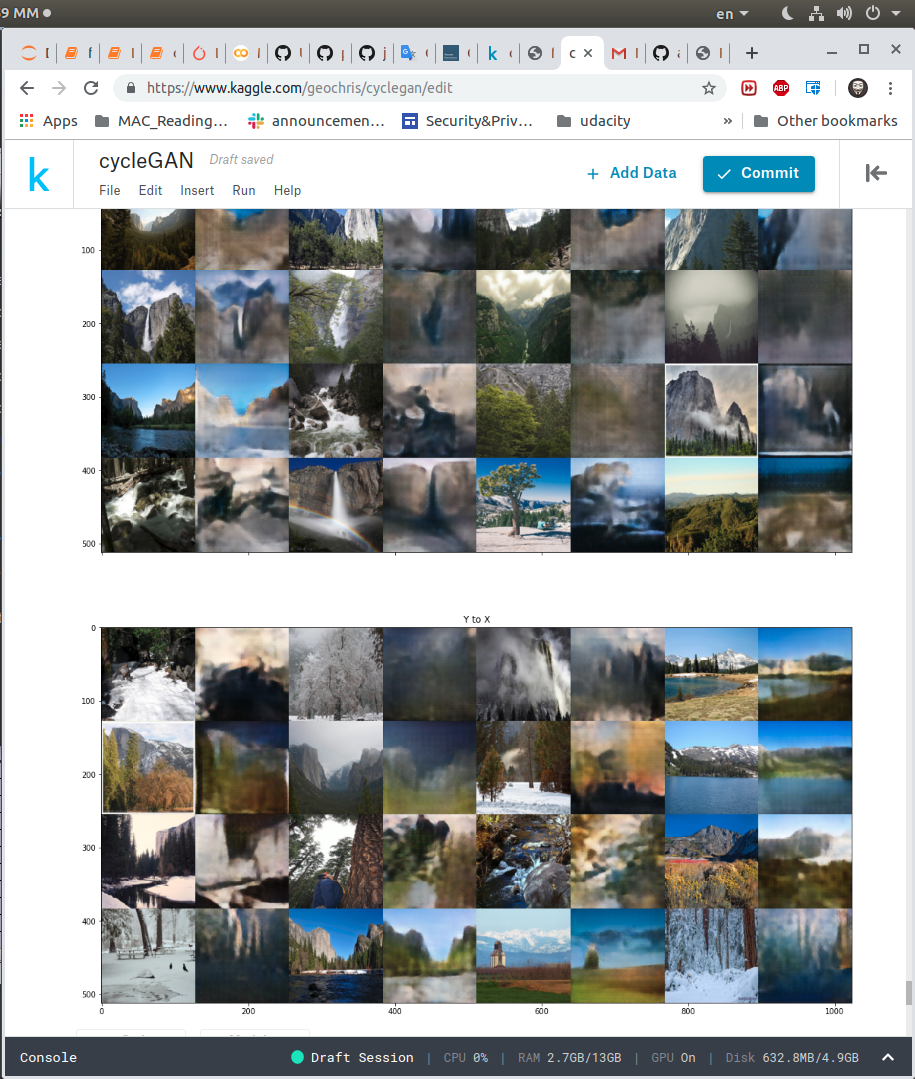 9 MM
en
f
https://www.kaggle.com/geochris/cyclegan/edit
ABP
Apps
MAC_Reading...
announcemen...
Security&Priv...
udacity
»
Other bookmarks
k
cycleGAN
Draft saved
File
Edit
Insert
Run
Help
+ Add Data
Commit
100
200
300
400
500
Y to X
0
100
200
300
400
500
0
200
400
600
800
1000
Console
Draft Session | CPU 0% | RAM 2.7GB/13GB | GPU On | Disk 632.8MB/4.9GB